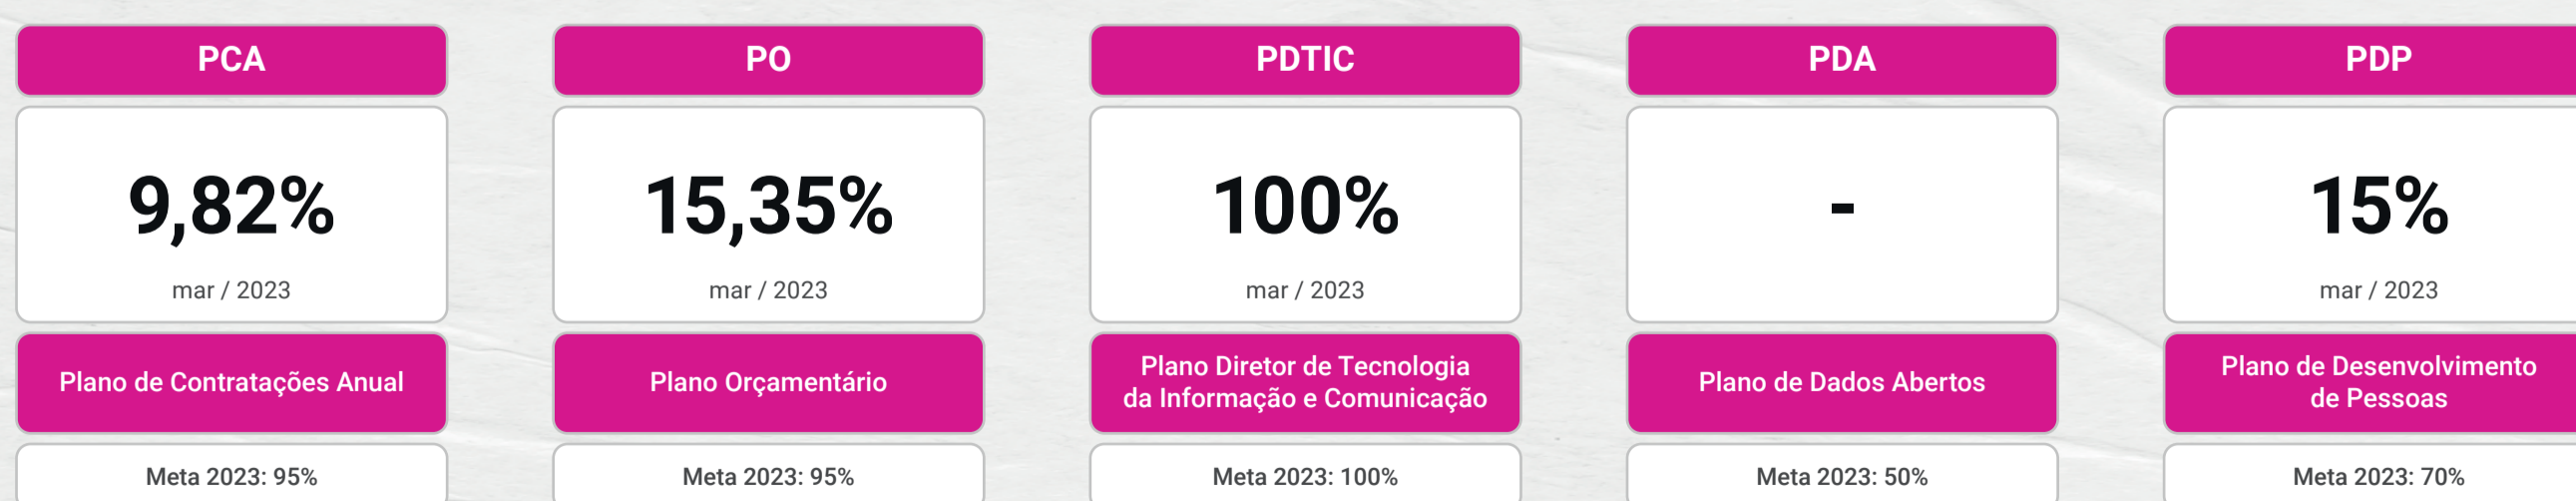 PCA
9,82%
mar / 2023
Plano de Contratações Anual
Meta 2023: 95%
PO
15,35%
mar / 2023
Plano Orçamentário
Meta 2023: 95%
PDTIC
100%
mar / 2023
Plano Diretor de Tecnologia
da Informação e Comunicação
Meta 2023: 100%
PDA
-
Plano de Dados Abertos
Meta 2023: 50%
PDP
15%
mar / 2023
Plano de Desenvolvimento
de Pessoas
Meta 2023: 70%